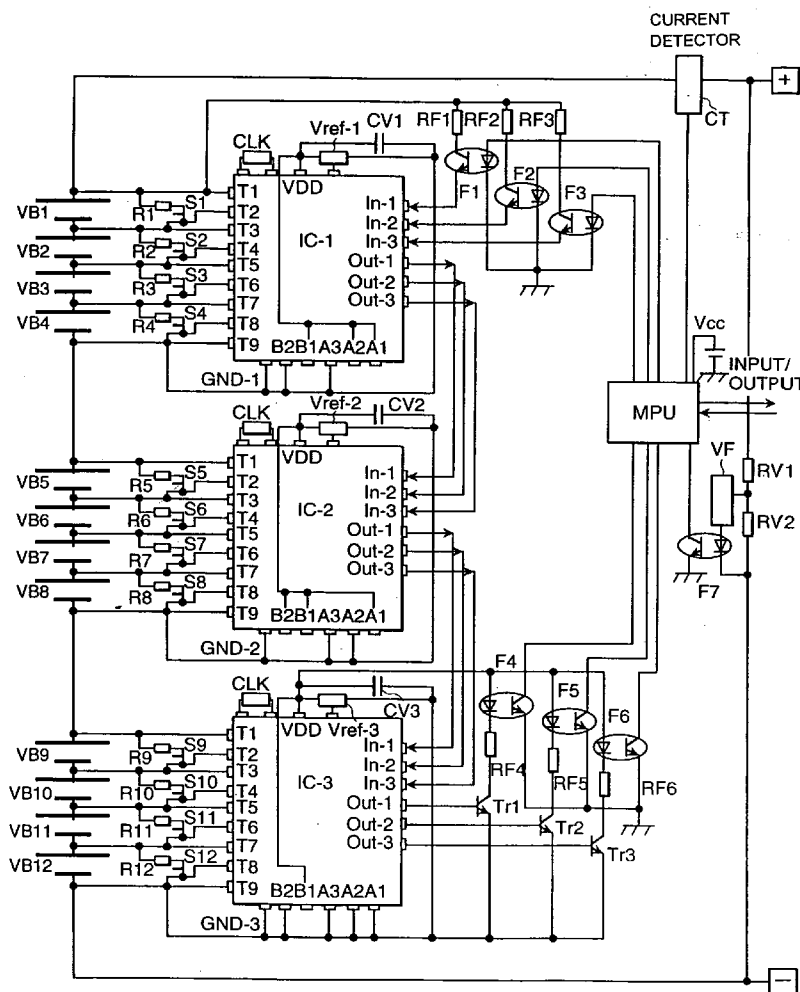 CURRENT
DETECTOR
+
CT
CV1
Vref-1
CLK
RF1 RF2 RF3
VDD
F1
F2
F3
VB1
VB2
VB3
VB4
R1
R2
R3
R4
S1
S2
S3
S4
T1
T2
T3
T4
T5
T6
T7
T8
T9
IC-1
In-1
In-2
In-3
Out-1
Out-2
Out-3
B2B1A3A2A1
GND-1
Vcc
INPUT/
OUTPUT
MPU
VF
RV1
RV2
F7
CV2
Vref-2
CLK
VDD
VB5
VB6
VB7
VB8
R5
R6
R7
R8
S5
S6
S7
S8
T1
T2
T3
T4
T5
T6
T7
T8
T9
IC-2
In-1
In-2
In-3
Out-1
Out-2
Out-3
B2B1A3A2A1
GND-2
CLK
CV3
VDD
Vref-3
VB9
VB10
VB11
VB12
R9
R10
R11
R12
S9
S10
S11
S12
T1
T2
T3
T4
T5
T6
T7
T8
T9
IC-3
In-1
In-2
In-3
Out-1
Out-2
Out-3
B2B1A3A2A1
GND-3
F4
F5
F6
RF4
RF5
RF6
Tr1
Tr2
Tr3
−